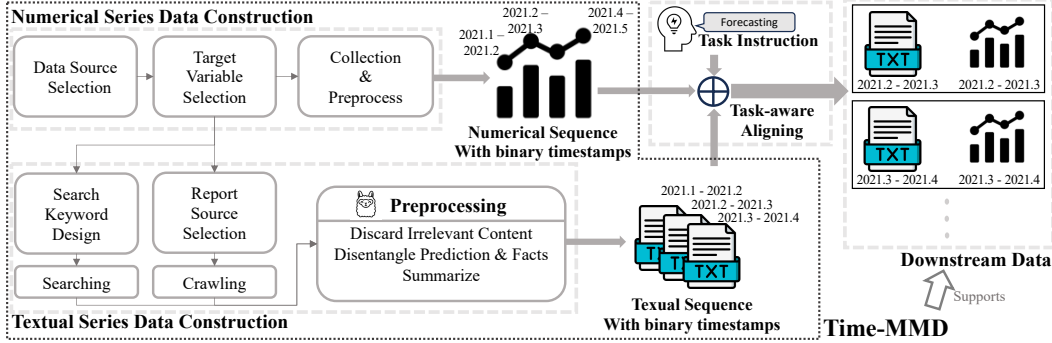 Numerical Series Data Construction
Data Source
Selection
Target
Variable
Selection
Collection
&
Preprocess
2021.1 –
2021.2
2021.2 –
2021.3
2021.4 –
2021.5
Numerical Sequence
With binary timestamps
Forecasting
Task Instruction
Task-aware
Aligning
TXT
2021.2 - 2021.3
2021.2 - 2021.3
TXT
2021.3 - 2021.4
2021.3 - 2021.4
Downstream Data
Supports
Search
Keyword
Design
Report
Source
Selection
Searching
Crawling
Preprocessing
Discard Irrelevant Content
Disentangle Prediction & Facts
Summarize
2021.1 - 2021.2
2021.2 - 2021.3
2021.3 - 2021.4
TXT
Texual Sequence
With binary timestamps
Textual Series Data Construction
Time-MMD